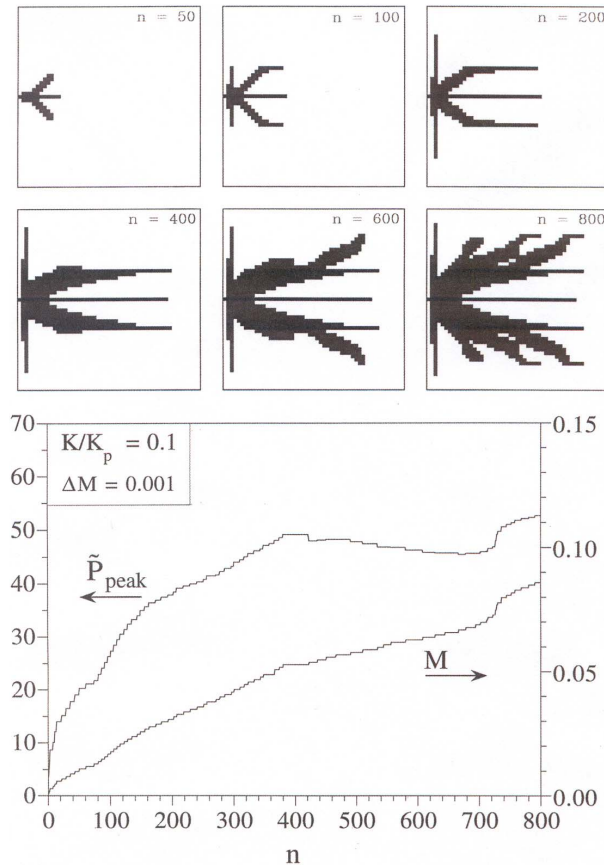 n = 50
n = 100
n = 200
n = 400
n = 600
n = 800
K/K_p = 0.1
ΔM = 0.001
P̃_peak
M
70
60
50
40
30
20
10
0
0.15
0.10
0.05
0.00
0 100 200 300 400 500 600 700 800
n